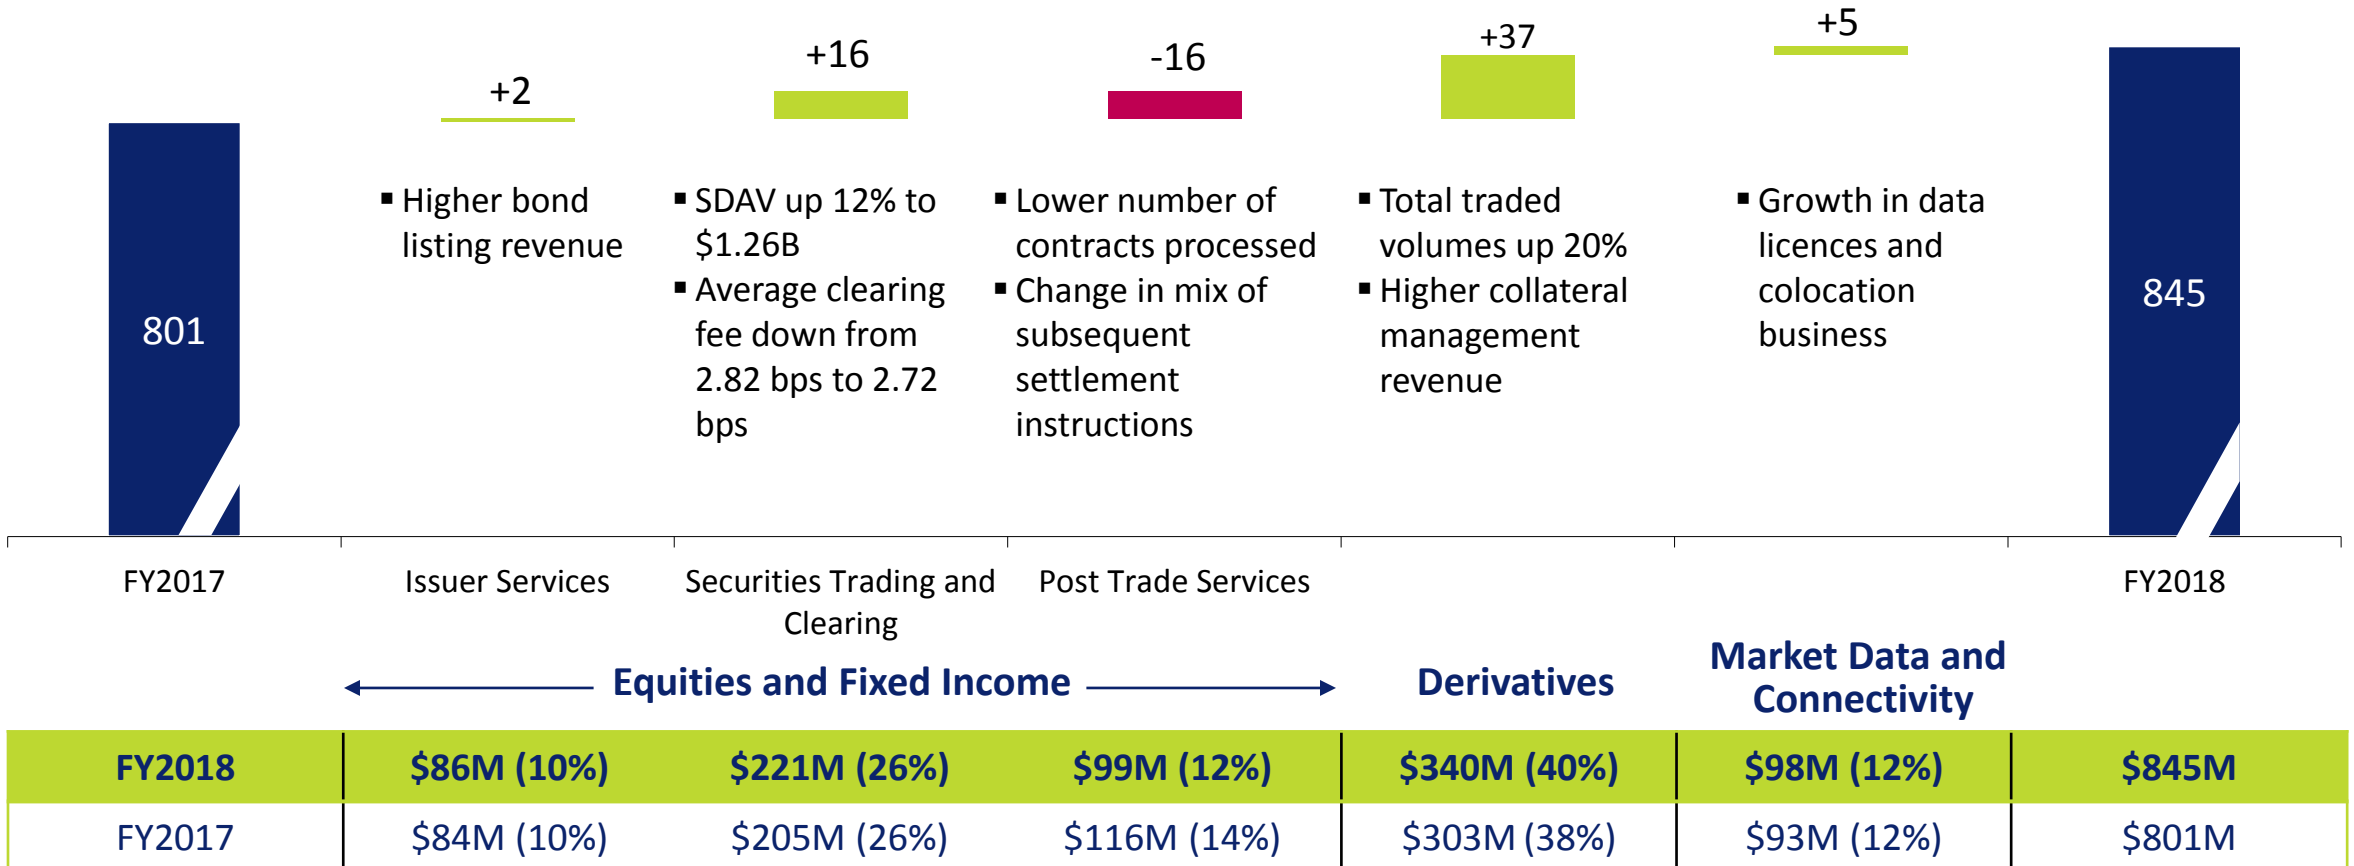 +2
+16
-16
+37
+5
801
▪ Higher bond
listing revenue
▪ SDAV up 12% to
$1.26B
▪ Average clearing
fee down from
2.82 bps to 2.72
bps
▪ Lower number of
contracts processed
▪ Change in mix of
subsequent
settlement
instructions
▪ Total traded
volumes up 20%
▪ Higher collateral
management
revenue
▪ Growth in data
licences and
colocation
business
845
FY2017
Issuer Services
Securities Trading and
Clearing
Post Trade Services
FY2018
Equities and Fixed Income
Derivatives
Market Data and
Connectivity
FY2018 $86M (10%) $221M (26%) $99M (12%) $340M (40%) $98M (12%) $845M
FY2017 $84M (10%) $205M (26%) $116M (14%) $303M (38%) $93M (12%) $801M